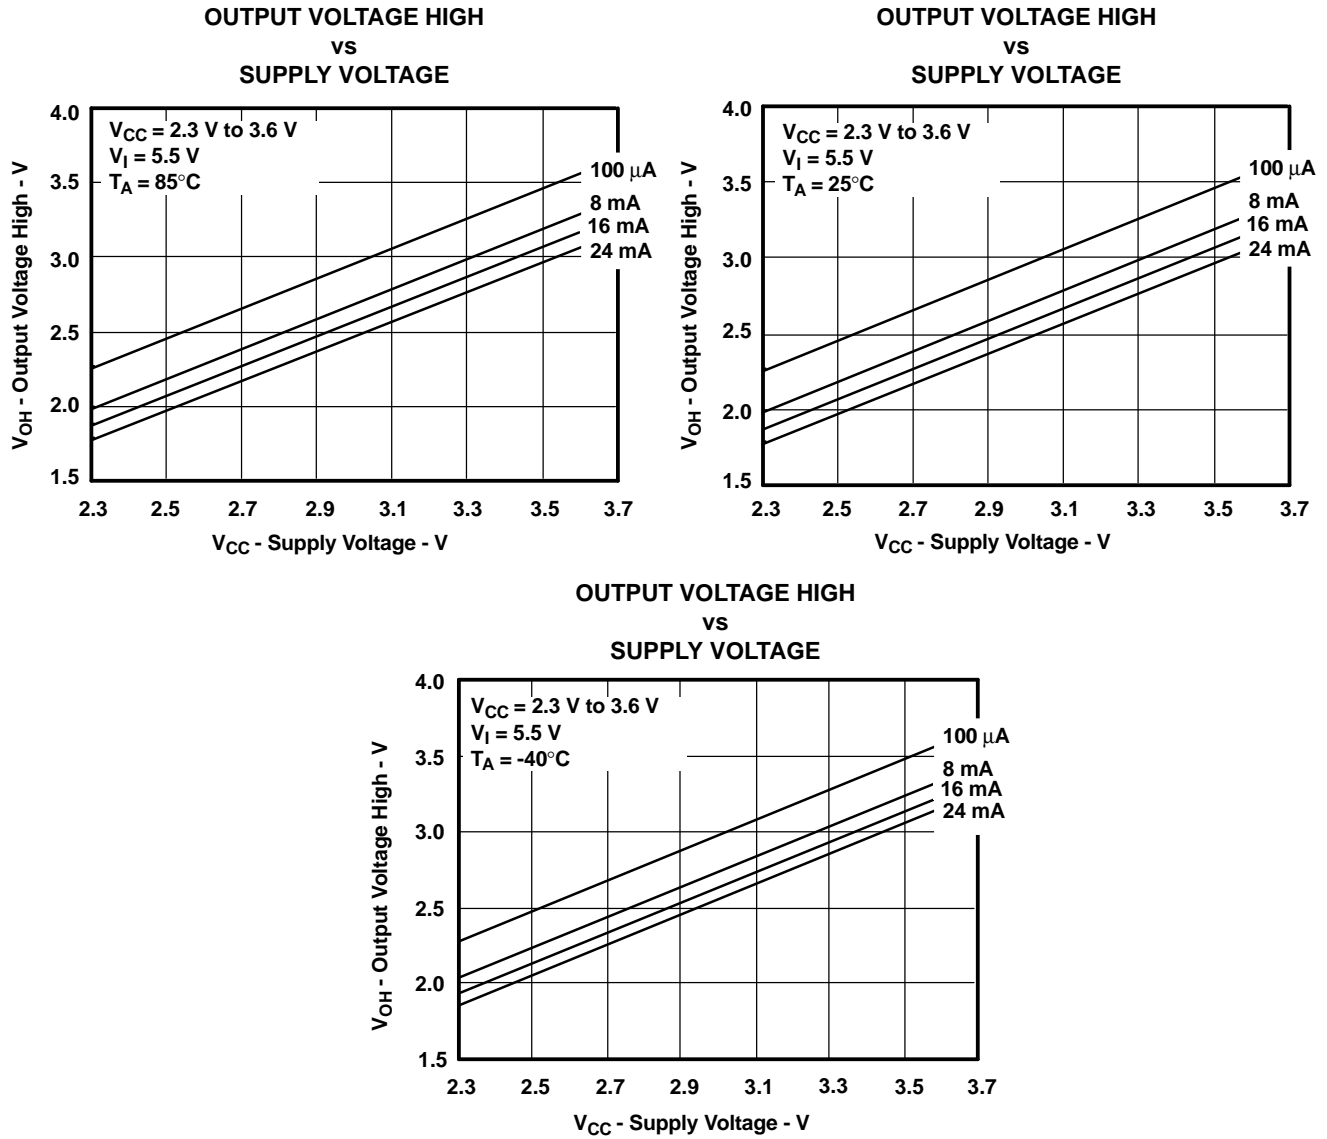 OUTPUT VOLTAGE HIGH
vs
SUPPLY VOLTAGE
4.0
3.5
3.0
2.5
2.0
1.5
VOH - Output Voltage High - V
VCC = 2.3 V to 3.6 V
VI = 5.5 V
TA = 85°C
100 μA
8 mA
16 mA
24 mA
2.3 2.5 2.7 2.9 3.1 3.3 3.5 3.7
VCC - Supply Voltage - V
OUTPUT VOLTAGE HIGH
vs
SUPPLY VOLTAGE
4.0
3.5
3.0
2.5
2.0
1.5
VOH - Output Voltage High - V
VCC = 2.3 V to 3.6 V
VI = 5.5 V
TA = 25°C
100 μA
8 mA
16 mA
24 mA
2.3 2.5 2.7 2.9 3.1 3.3 3.5 3.7
VCC - Supply Voltage - V
OUTPUT VOLTAGE HIGH
vs
SUPPLY VOLTAGE
4.0
3.5
3.0
2.5
2.0
1.5
VOH - Output Voltage High - V
VCC = 2.3 V to 3.6 V
VI = 5.5 V
TA = -40°C
100 μA
8 mA
16 mA
24 mA
2.3 2.5 2.7 2.9 3.1 3.3 3.5 3.7
VCC - Supply Voltage - V